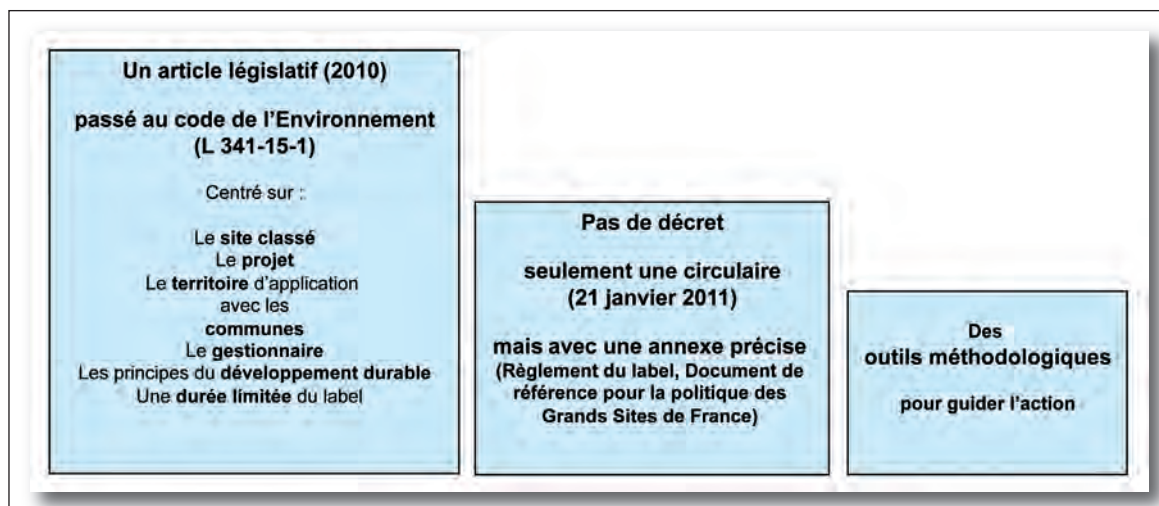 Un article législatif (2010)
passé au code de l’Environnement
(L 341-15-1)
Centré sur :
Le site classé
Le projet
Le territoire d’application
avec les
communes
Le gestionnaire
Les principes du développement durable
Une durée limitée du label
Pas de décret
seulement une circulaire
(21 janvier 2011)
mais avec une annexe précise
(Règlement du label, Document de
référence pour la politique des
Grands Sites de France)
Des
outils méthodologiques
pour guider l’action